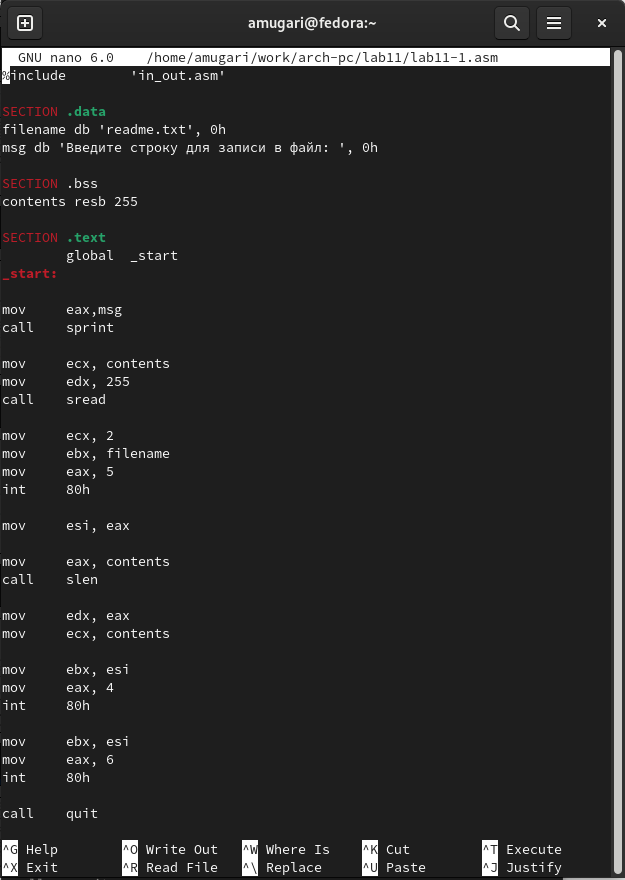 amugari@fedora:~
GNU nano 6.0 /home/amugari/work/arch-pc/lab11/lab11-1.asm
%include 'in_out.asm'
SECTION .data
filename db 'readme.txt', 0h
msg db 'Введите строку для записи в файл: ', 0h
SECTION .bss
contents resb 255
SECTION .text
global _start
_start:
mov eax,msg
call sprint
mov ecx, contents
mov edx, 255
call sread
mov ecx, 2
mov ebx, filename
mov eax, 5
int 80h
mov esi, eax
mov eax, contents
call slen
mov edx, eax
mov ecx, contents
mov ebx, esi
mov eax, 4
int 80h
mov ebx, esi
mov eax, 6
int 80h
call quit
^G Help ^O Write Out ^W Where Is ^K Cut ^T Execute
^X Exit ^R Read File ^\ Replace ^U Paste ^J Justify